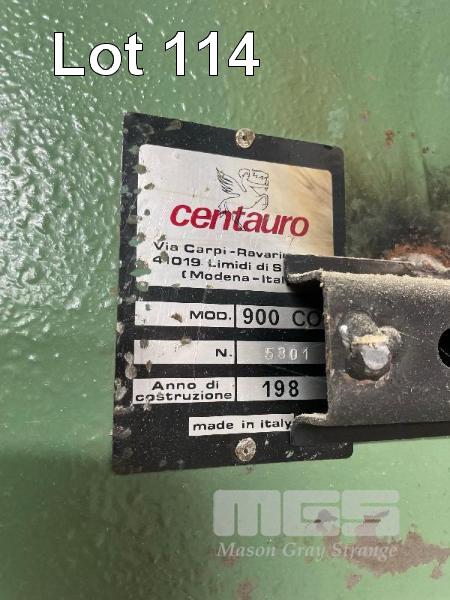 Lot 114
centauro
Via Carpi-Ravari
41019 Limidi di S
(Modena-Ital
MOD. 900 CO
N. 5801
Anno di
costruzione 198
made in italy
MGS
Mason Gray Strange